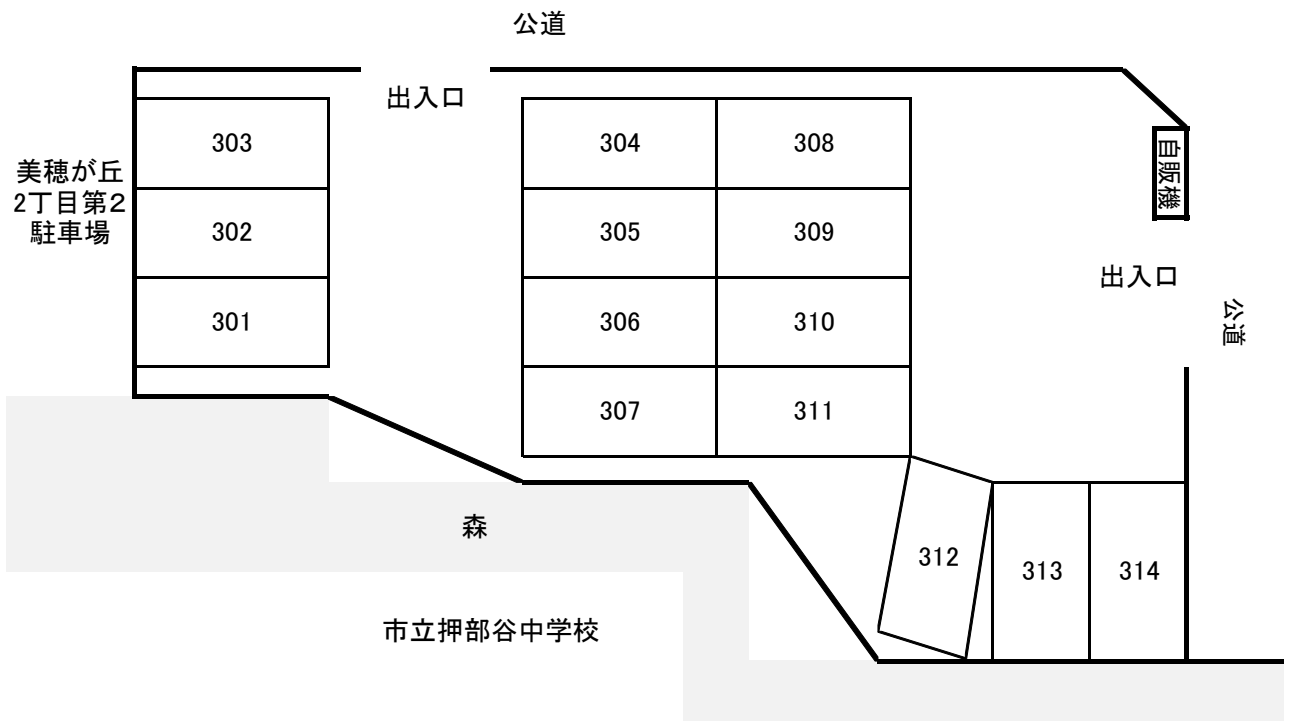 公道
出入口
303
304
308
自販機
美穂が丘
2丁目第2
駐車場
302
305
309
出入口
301
306
310
公道
307
311
森
312
313
314
市立押部谷中学校